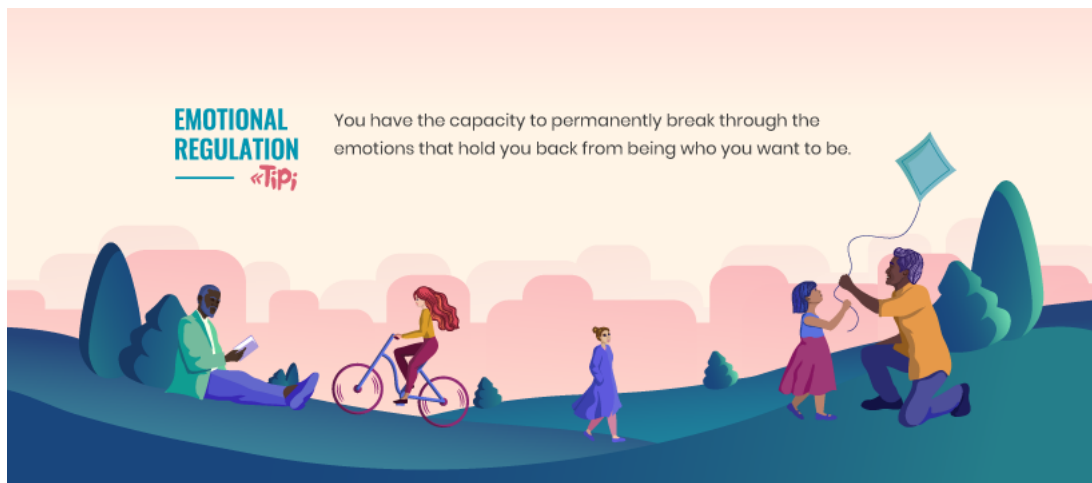 EMOTIONAL
REGULATION
«Tipi
You have the capacity to permanently break through the
emotions that hold you back from being who you want to be.